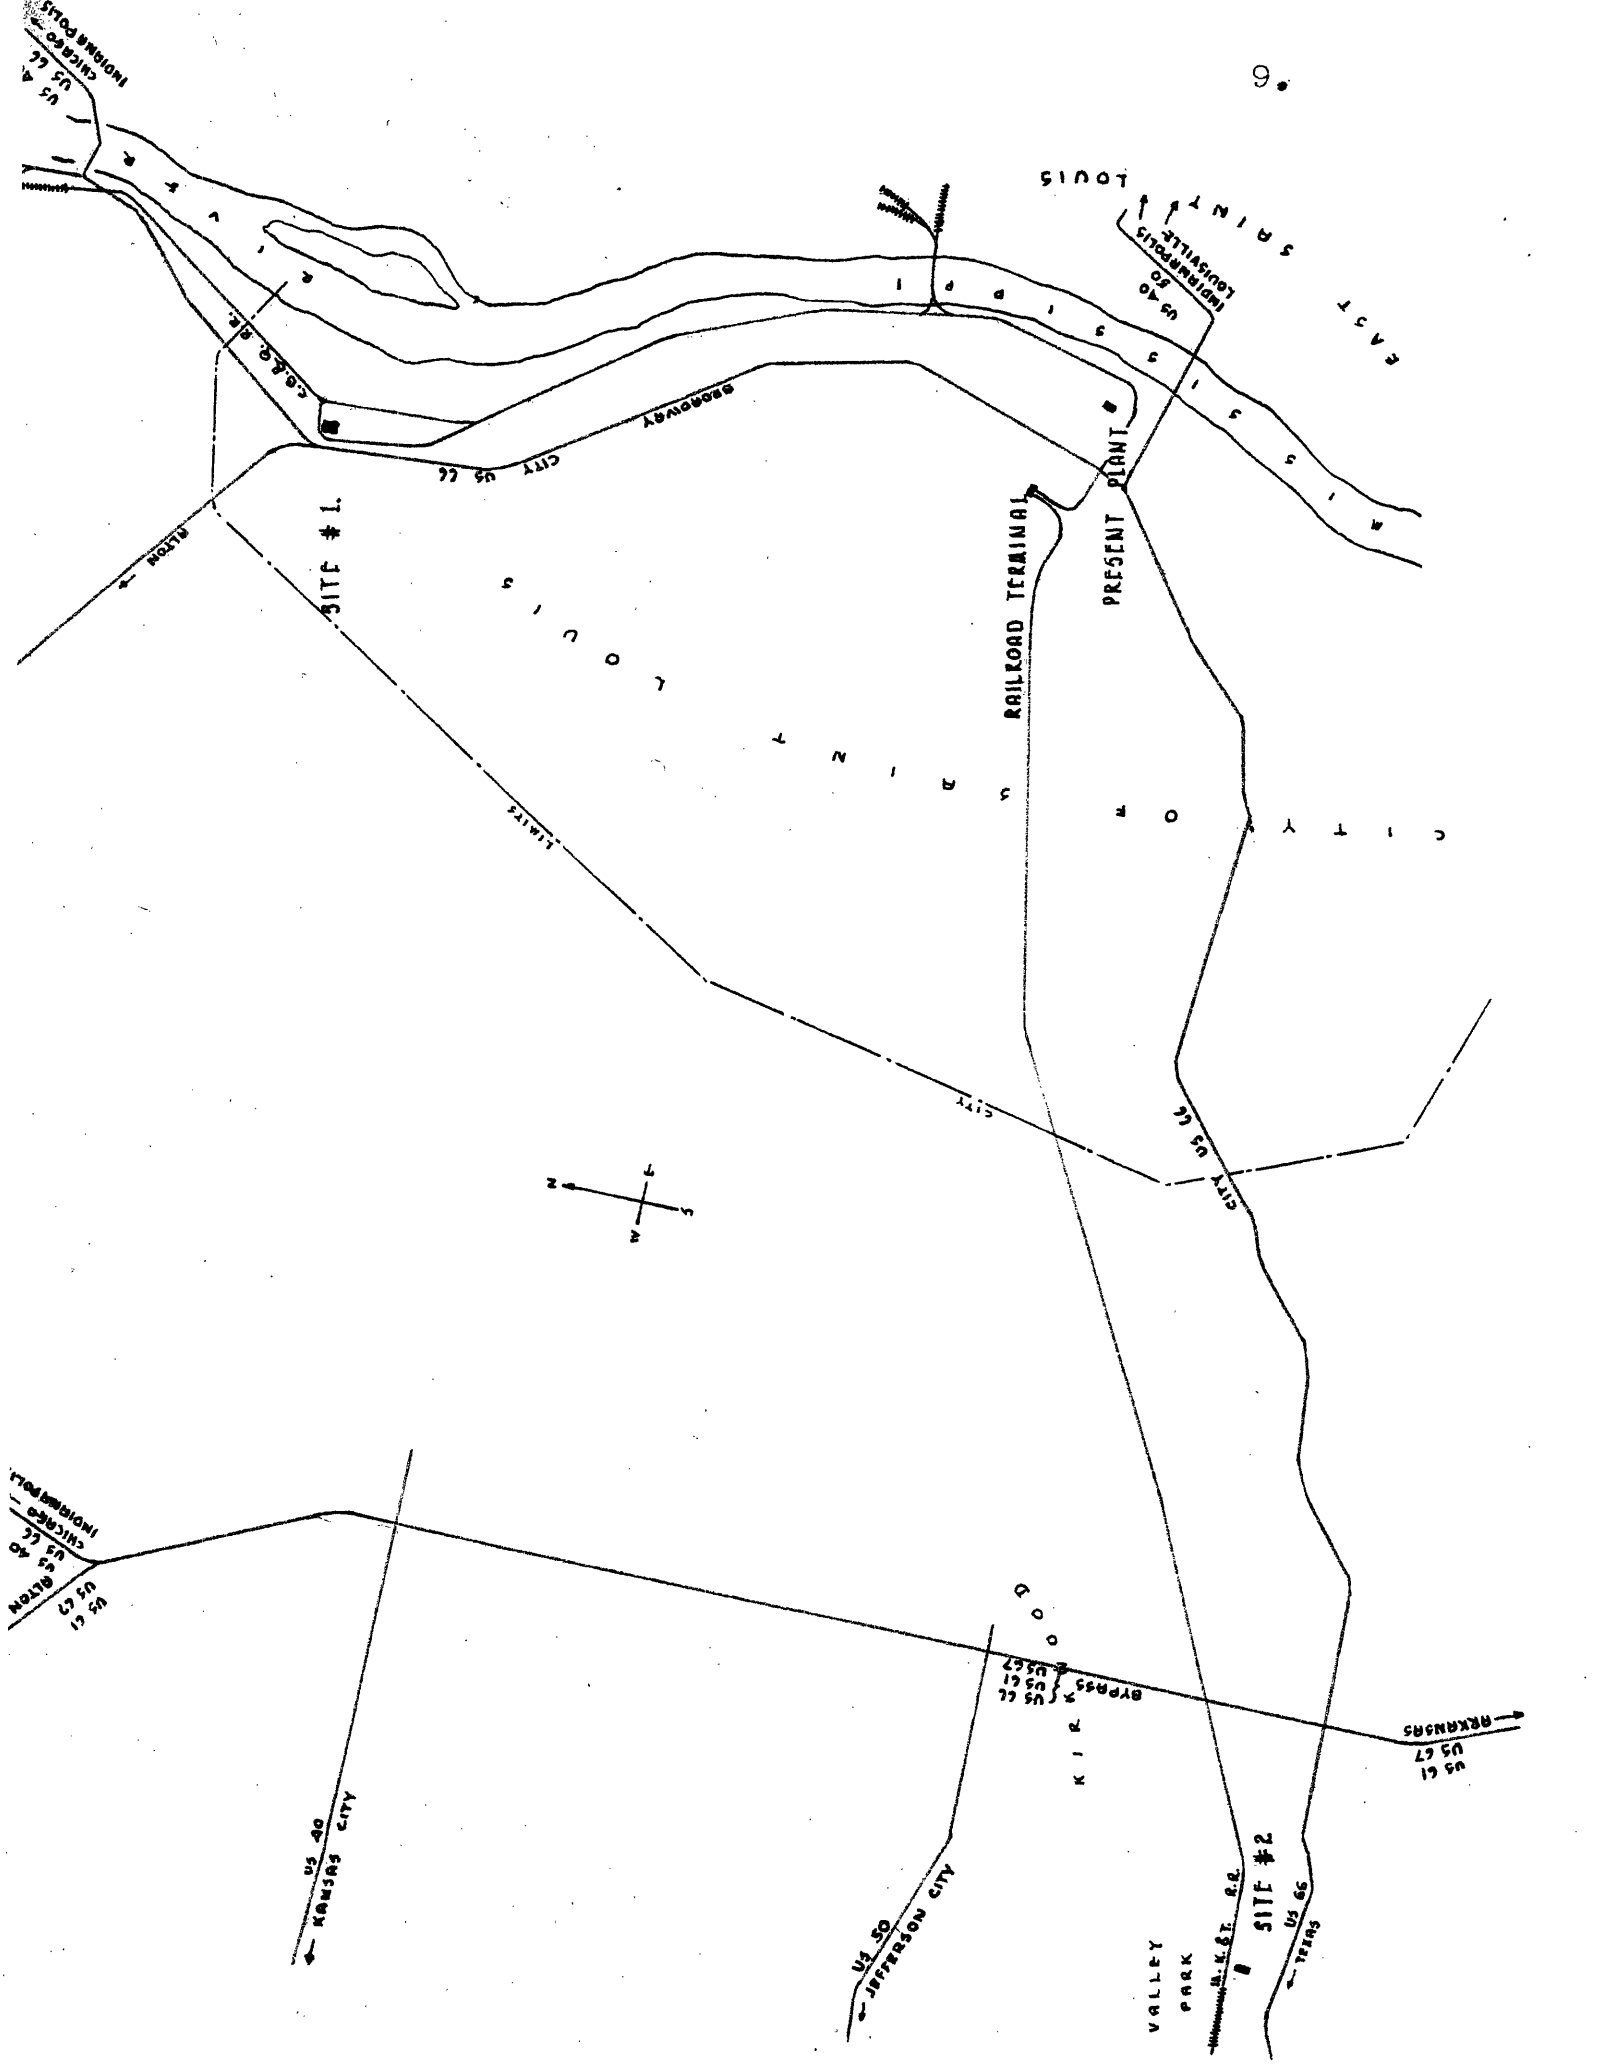 6.
INDIANAPOLIS
CHICAGO
US 66
US 4
RIVER
MISSISSIPPI
EAST SAINT LOUIS
INDIANAPOLIS
LOUISVILLE
US 40
50
C.B.&Q. R.R.
CITY US 66
BROADWAY
ALTON
SITE #1.
RAILROAD TERMINAL
PRESENT PLANT
CITY OF SAINT LOUIS
CITY LIMITS
N
W
S
CITY US 66
INDIANAPOLI
CHICAGO
US 66
US 40
ALTON
US 67
US 61
US 40
KANSAS CITY
KIRKWOOD
BYPASS
US 66
US 61
US 67
ARKANSAS
US 67
US 61
US 50
JEFFERSON CITY
VALLEY
PARK
M.K.&T. R.R.
SITE #2
US 66
TEXAS